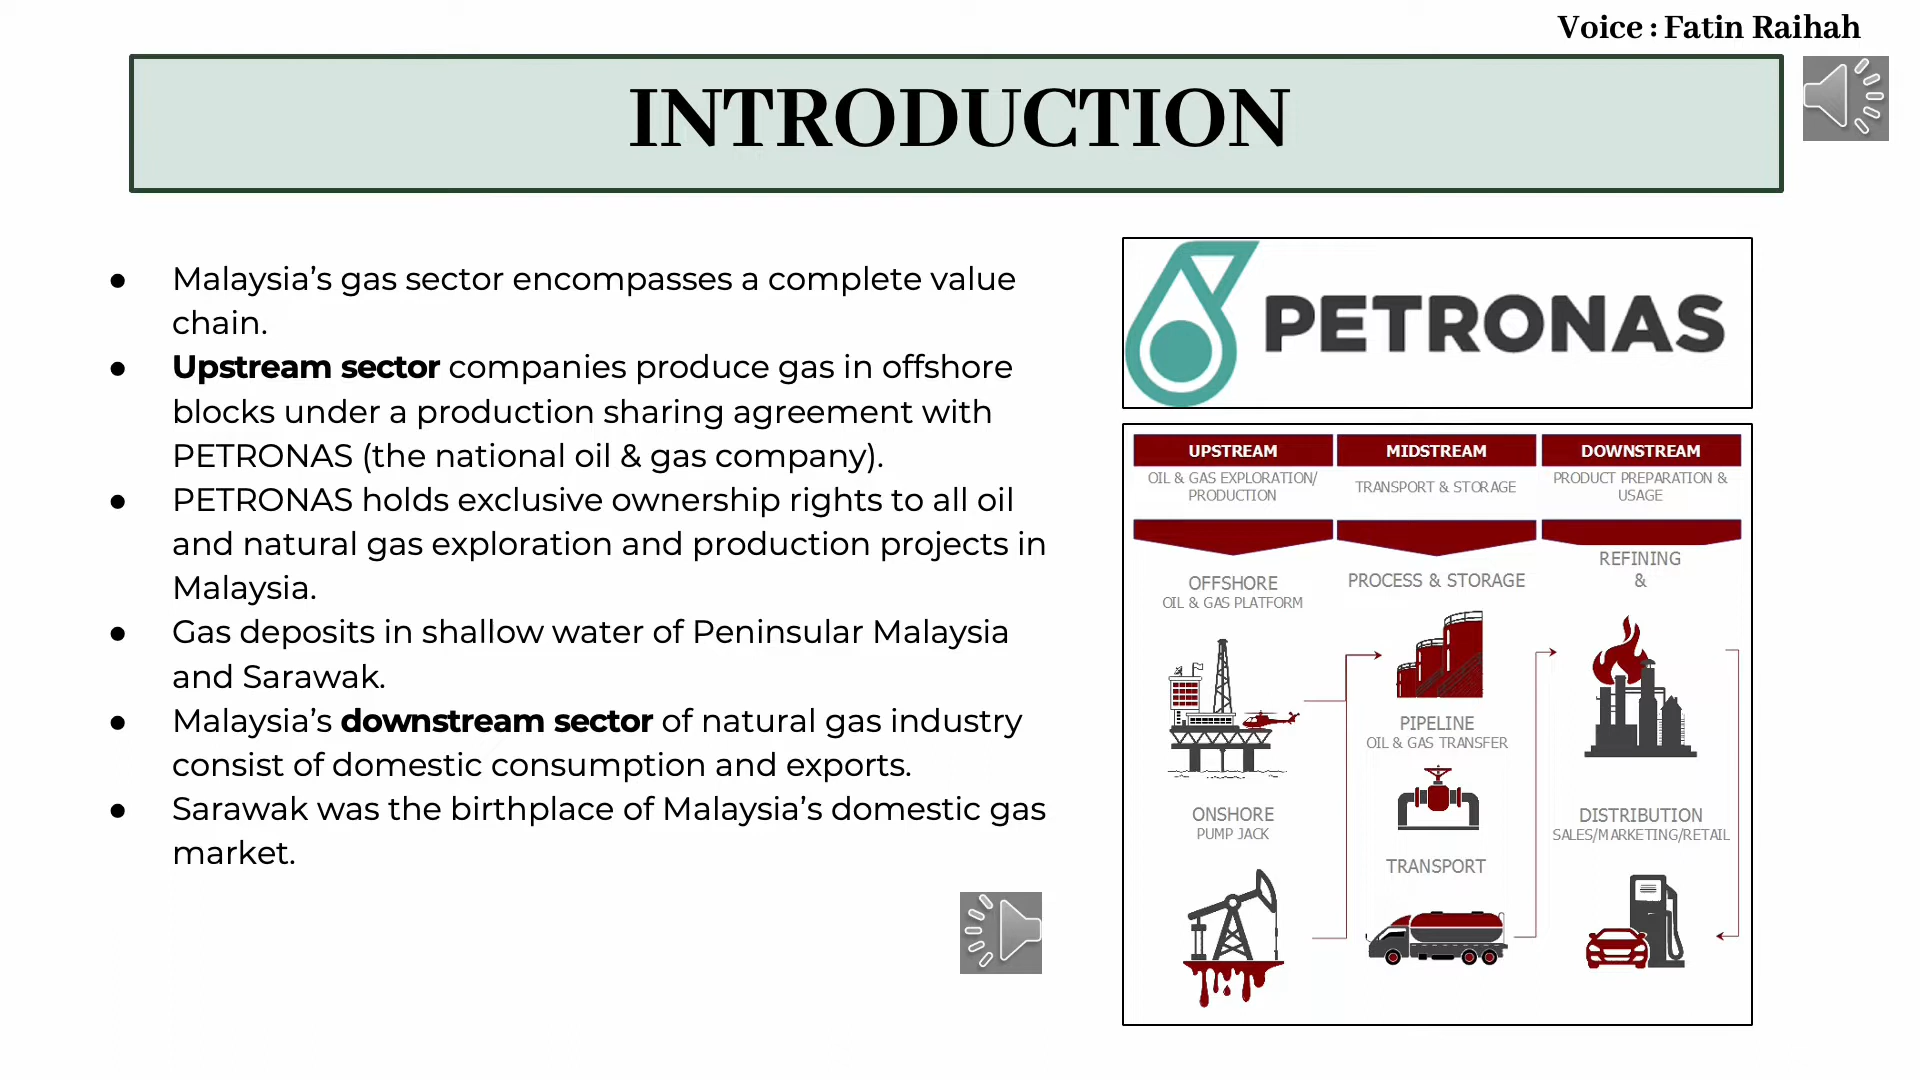 Voice : Fatin Raihah
INTRODUCTION
● Malaysia’s gas sector encompasses a complete value
chain.
● Upstream sector companies produce gas in offshore
blocks under a production sharing agreement with
PETRONAS (the national oil & gas company).
● PETRONAS holds exclusive ownership rights to all oil
and natural gas exploration and production projects in
Malaysia.
● Gas deposits in shallow water of Peninsular Malaysia
and Sarawak.
● Malaysia’s downstream sector of natural gas industry
consist of domestic consumption and exports.
● Sarawak was the birthplace of Malaysia’s domestic gas
market.
PETRONAS
UPSTREAM
OIL & GAS EXPLORATION/
PRODUCTION
OFFSHORE
OIL & GAS PLATFORM
ONSHORE
PUMP JACK
MIDSTREAM
TRANSPORT & STORAGE
PROCESS & STORAGE
PIPELINE
OIL & GAS TRANSFER
TRANSPORT
DOWNSTREAM
PRODUCT PREPARATION &
USAGE
REFINING
&
DISTRIBUTION
SALES/MARKETING/RETAIL